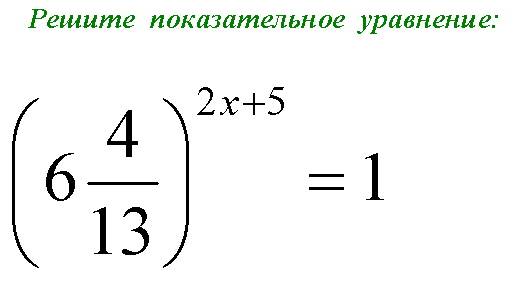 Решите показательное уравнение:
(6 4/13)^(2x+5) = 1